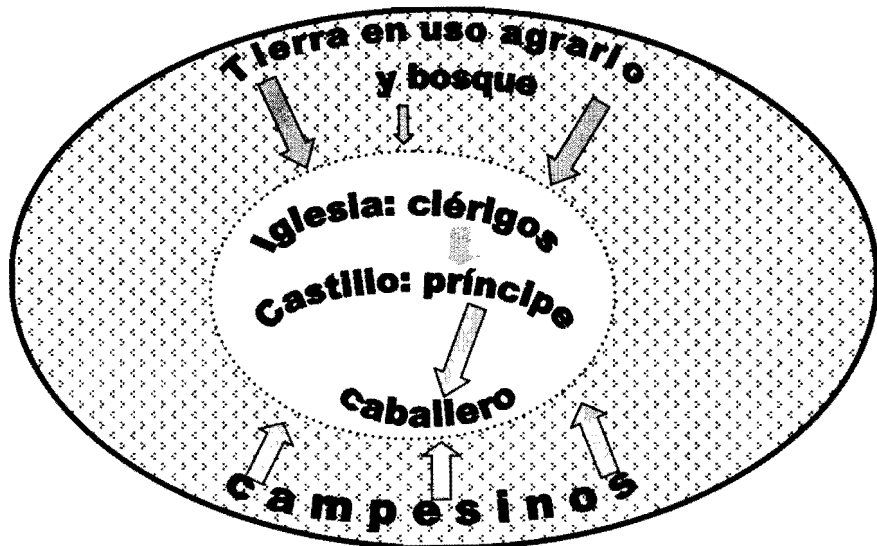 Tierra en uso agrario
y bosque
Iglesia: clérigos
Castillo: príncipe
caballero
campesinos